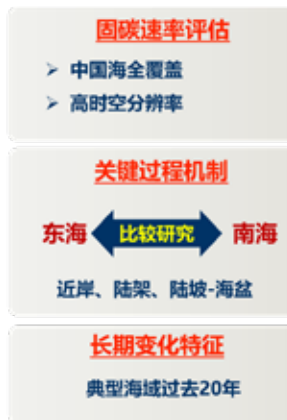 固碳速率评估
➢ 中国海全覆盖
➢ 高时空分辨率
关键过程机制
东海 比较研究 南海
近岸、陆架、陆坡-海盆
长期变化特征
典型海域过去20年